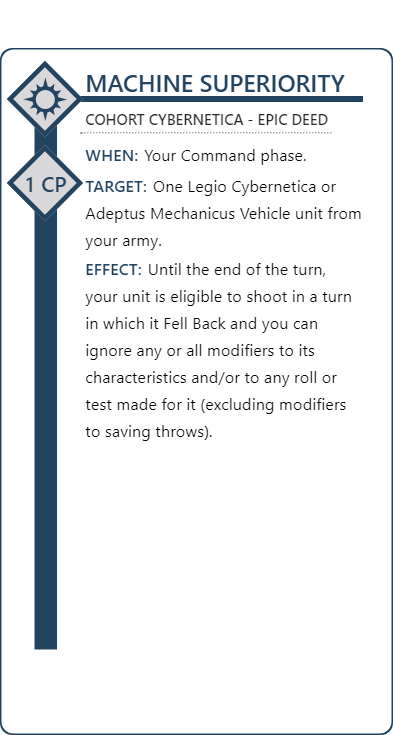 MACHINE SUPERIORITY
COHORT CYBERNETICA - EPIC DEED
1 CP
WHEN: Your Command phase.
TARGET: One Legio Cybernetica or
Adeptus Mechanicus Vehicle unit from
your army.
EFFECT: Until the end of the turn,
your unit is eligible to shoot in a turn
in which it Fell Back and you can
ignore any or all modifiers to its
characteristics and/or to any roll or
test made for it (excluding modifiers
to saving throws).